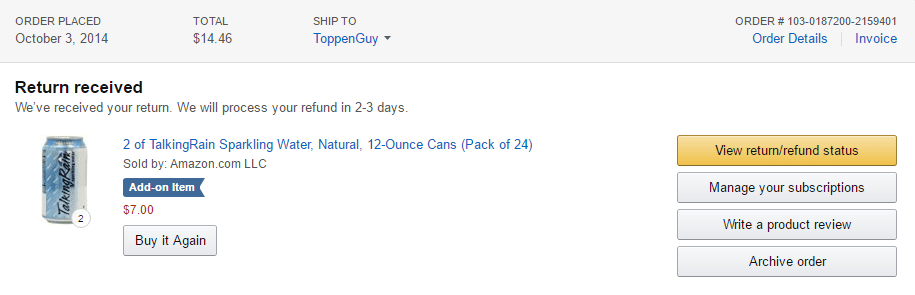 ORDER PLACED
October 3, 2014
TOTAL
$14.46
SHIP TO
ToppenGuy
ORDER # 103-0187200-2159401
Order Details
Invoice
Return received
We've received your return. We will process your refund in 2-3 days.
TalkingRain
2
2 of TalkingRain Sparkling Water, Natural, 12-Ounce Cans (Pack of 24)
Sold by: Amazon.com LLC
Add-on Item
$7.00
Buy it Again
View return/refund status
Manage your subscriptions
Write a product review
Archive order